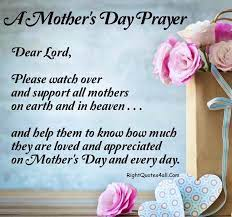 A Mother's Day Prayer
Dear Lord,
Please watch over
and support all mothers
on earth and in heaven . . .
and help them to know how much
they are loved and appreciated
on Mother's Day and every day.
RightQuotes4all.Com